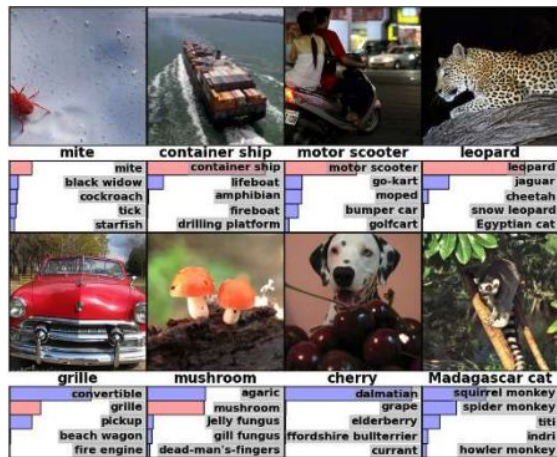 mite
container ship
motor scooter
leopard
mite
black widow
cockroach
tick
starfish
container ship
lifeboat
amphibian
fireboat
drilling platform
motor scooter
go-kart
moped
bumper car
golfcart
leopard
jaguar
cheetah
snow leopard
Egyptian cat
grille
mushroom
cherry
Madagascar cat
convertible
grille
pickup
beach wagon
fire engine
agaric
mushroom
jelly fungus
gill fungus
dead-man's-fingers
dalmatian
grape
elderberry
ffordshire bullterrier
currant
squirrel monkey
spider monkey
titi
indri
howler monkey